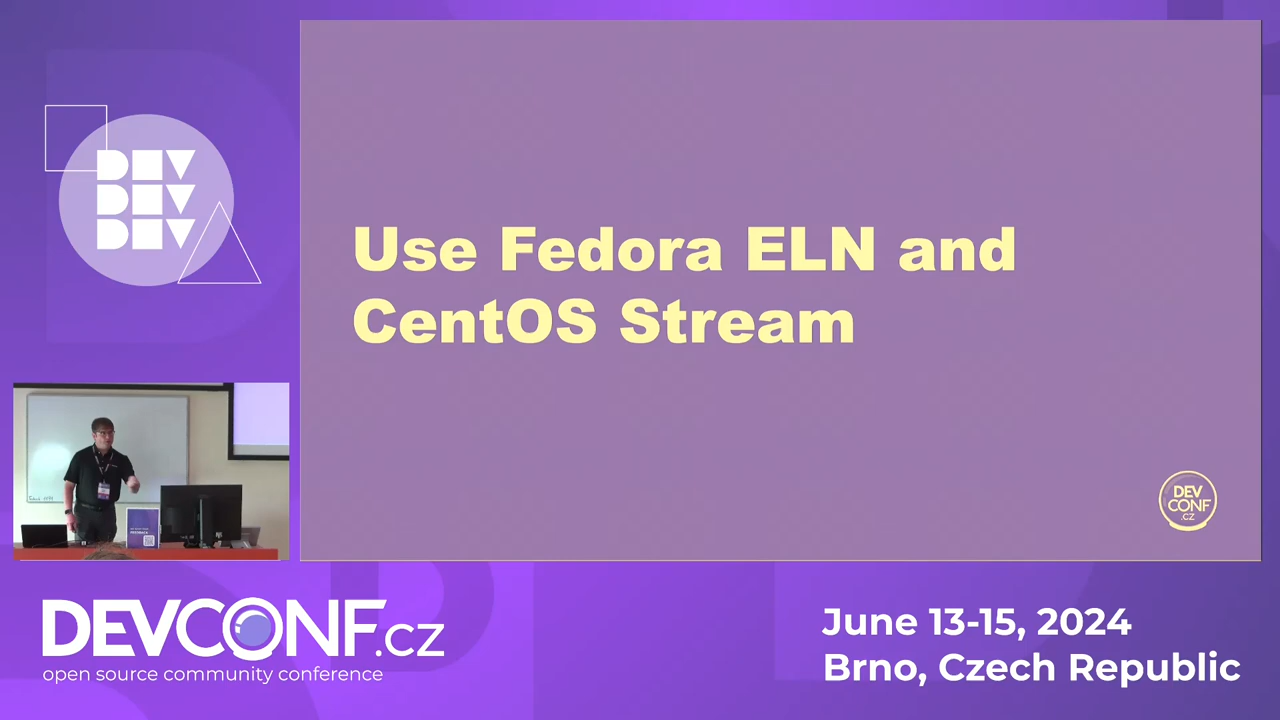 DEV
DEV
DEV
Use Fedora ELN and
CentOS Stream
DEV
CONF
.CZ
FEEDBACK
DEVCONF.cz
open source community conference
June 13-15, 2024
Brno, Czech Republic